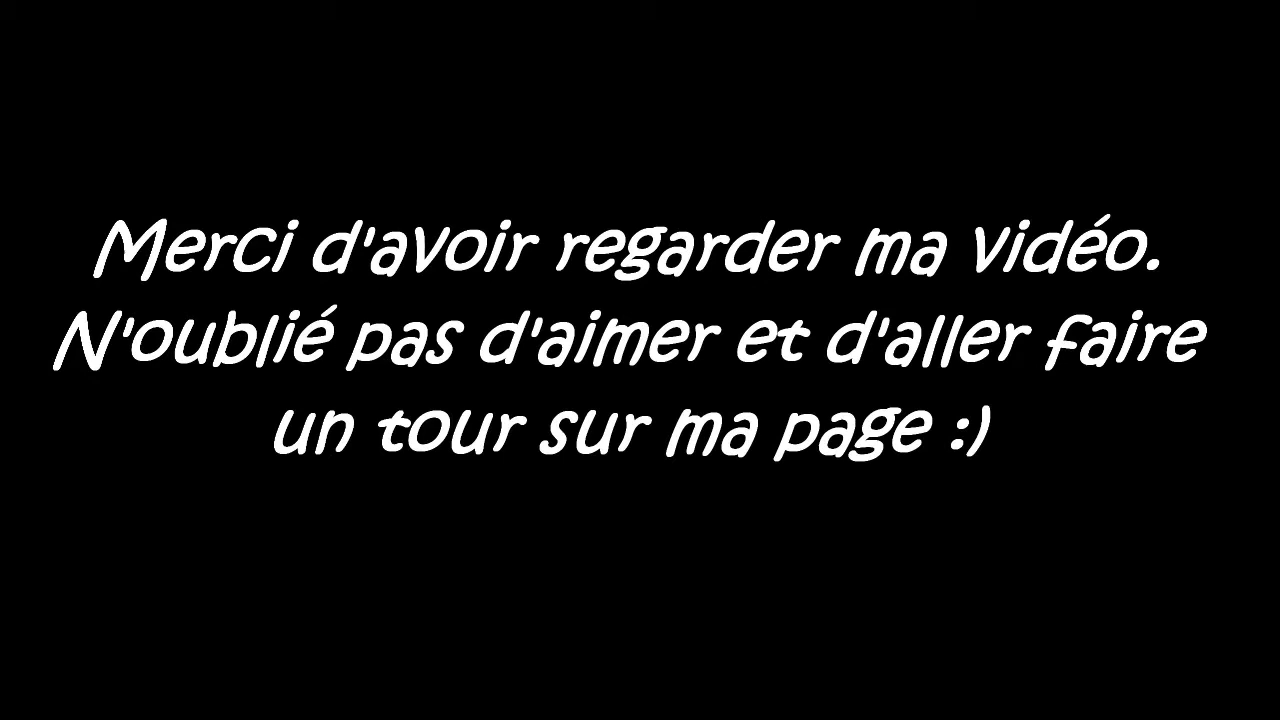 Merci d'avoir regarder ma vidéo.
N'oublié pas d'aimer et d'aller faire
un tour sur ma page :)